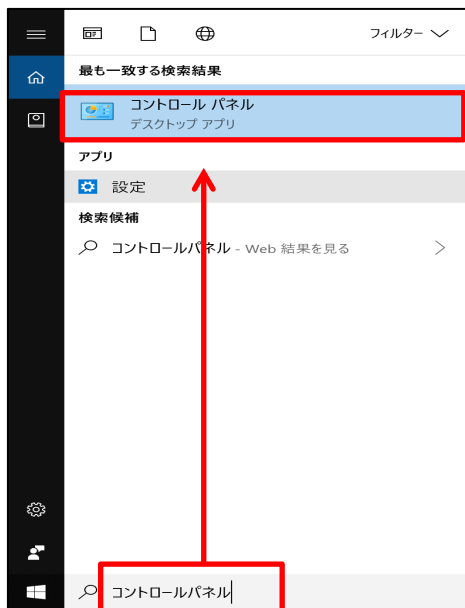 フィルター
最も一致する検索結果
コントロール パネル
デスクトップ アプリ
アプリ
設定
検索候補
コントロールパネル - Web 結果を見る
コントロールパネル